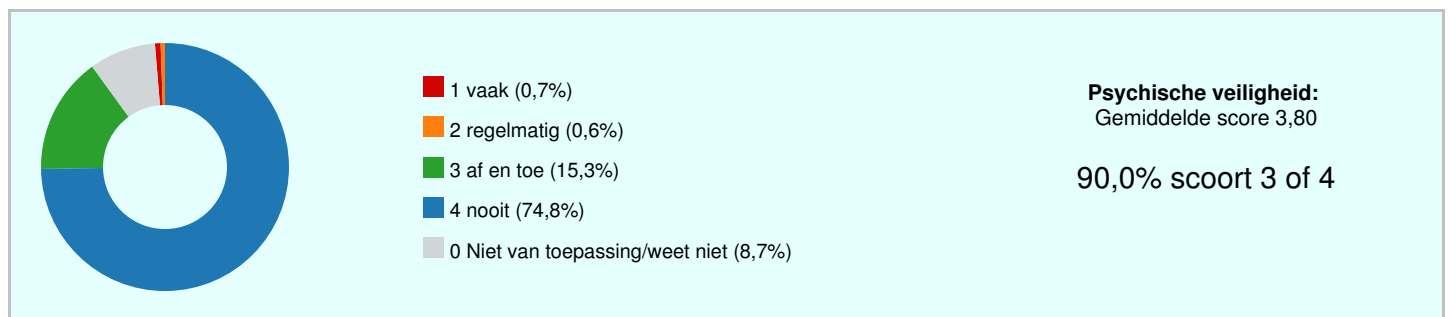 1 vaak (0,7%)
2 regelmatig (0,6%)
3 af en toe (15,3%)
4 nooit (74,8%)
0 Niet van toepassing/weet niet (8,7%)
Psychische veiligheid:
Gemiddelde score 3,80
90,0% scoort 3 of 4